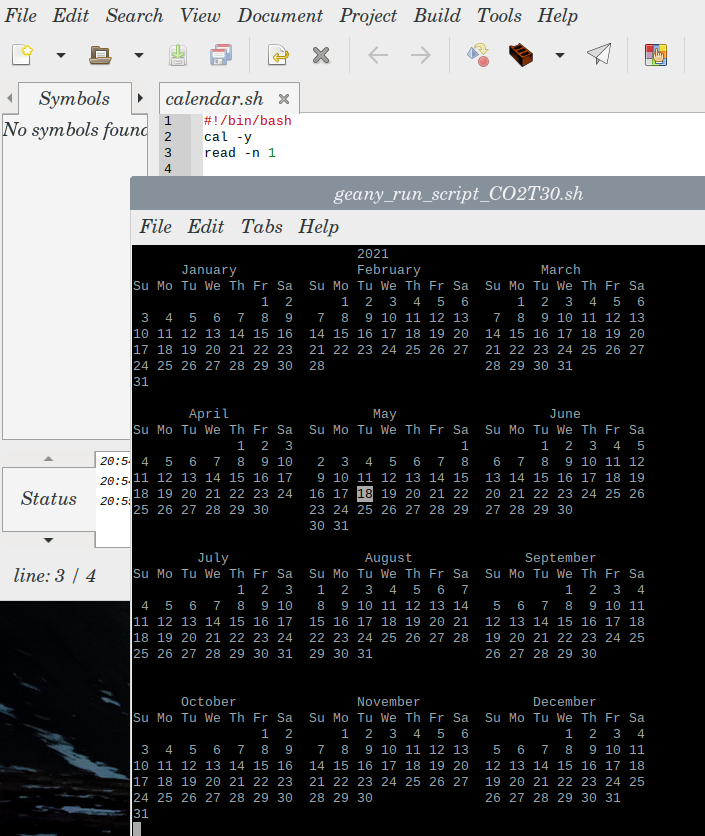 File Edit Search View Document Project Build Tools Help
Symbols
calendar.sh
No symbols found
1 #!/bin/bash
2 cal -y
3 read -n 1
4
geany_run_script_CO2T30.sh
File Edit Tabs Help
2021
January February March
Su Mo Tu We Th Fr Sa Su Mo Tu We Th Fr Sa Su Mo Tu We Th Fr Sa
1 2 1 2 3 4 5 6 1 2 3 4 5 6
3 4 5 6 7 8 9 7 8 9 10 11 12 13 7 8 9 10 11 12 13
10 11 12 13 14 15 16 14 15 16 17 18 19 20 14 15 16 17 18 19 20
17 18 19 20 21 22 23 21 22 23 24 25 26 27 21 22 23 24 25 26 27
24 25 26 27 28 29 30 28 28 29 30 31
31
April May June
Su Mo Tu We Th Fr Sa Su Mo Tu We Th Fr Sa Su Mo Tu We Th Fr Sa
1 2 3 1 1 2 3 4 5
4 5 6 7 8 9 10 2 3 4 5 6 7 8 6 7 8 9 10 11 12
11 12 13 14 15 16 17 9 10 11 12 13 14 15 13 14 15 16 17 18 19
18 19 20 21 22 23 24 16 17 18 19 20 21 22 20 21 22 23 24 25 26
25 26 27 28 29 30 23 24 25 26 27 28 29 27 28 29 30
30 31
July August September
Su Mo Tu We Th Fr Sa Su Mo Tu We Th Fr Sa Su Mo Tu We Th Fr Sa
1 2 3 1 2 3 4 5 6 7 1 2 3 4
4 5 6 7 8 9 10 8 9 10 11 12 13 14 5 6 7 8 9 10 11
11 12 13 14 15 16 17 15 16 17 18 19 20 21 12 13 14 15 16 17 18
18 19 20 21 22 23 24 22 23 24 25 26 27 28 19 20 21 22 23 24 25
25 26 27 28 29 30 31 29 30 31 26 27 28 29 30
October November December
Su Mo Tu We Th Fr Sa Su Mo Tu We Th Fr Sa Su Mo Tu We Th Fr Sa
1 2 1 2 3 4 5 6 1 2 3 4
3 4 5 6 7 8 9 7 8 9 10 11 12 13 5 6 7 8 9 10 11
10 11 12 13 14 15 16 14 15 16 17 18 19 20 12 13 14 15 16 17 18
17 18 19 20 21 22 23 21 22 23 24 25 26 27 19 20 21 22 23 24 25
24 25 26 27 28 29 30 28 29 30 26 27 28 29 30 31
31
Status
line: 3 / 4